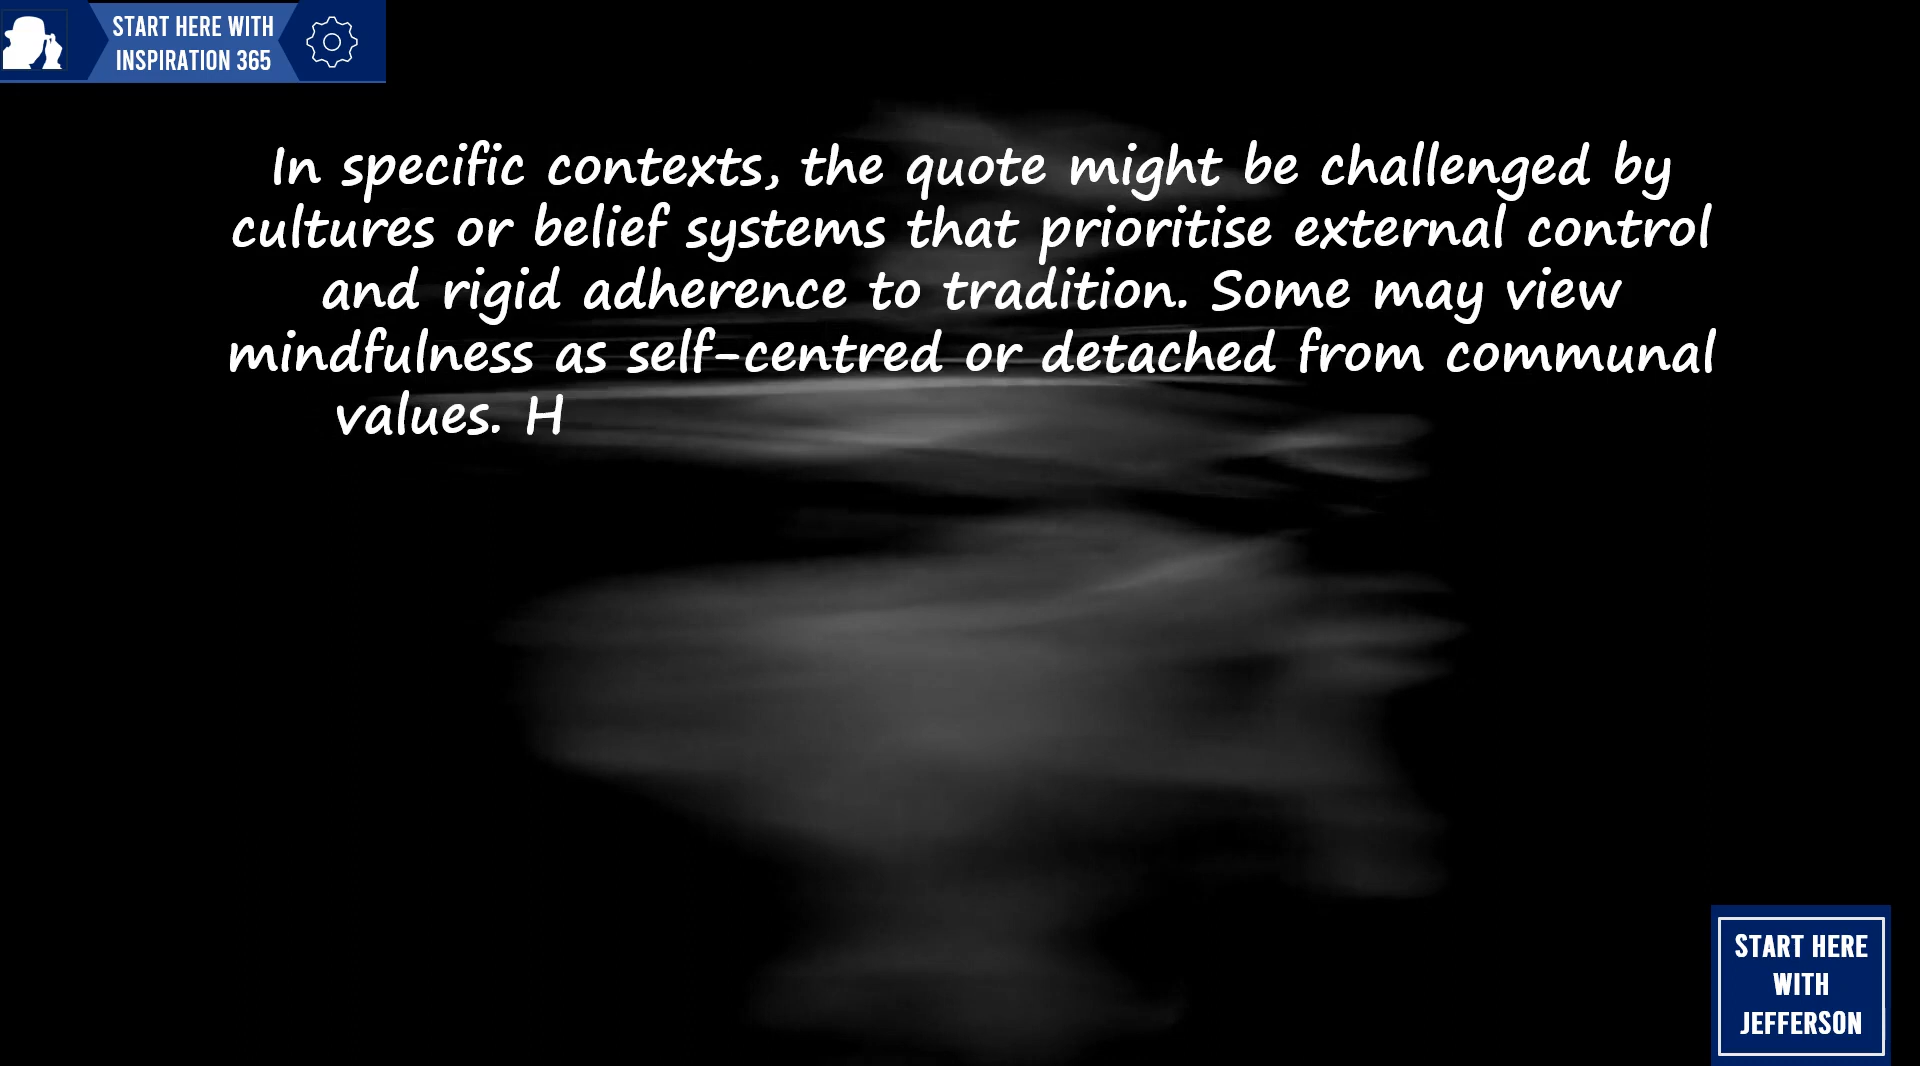 START HERE WITH
INSPIRATION 365
In specific contexts, the quote might be challenged by
cultures or belief systems that prioritise external control
and rigid adherence to tradition. Some may view
mindfulness as self-centred or detached from communal
values. H
START HERE
WITH
JEFFERSON